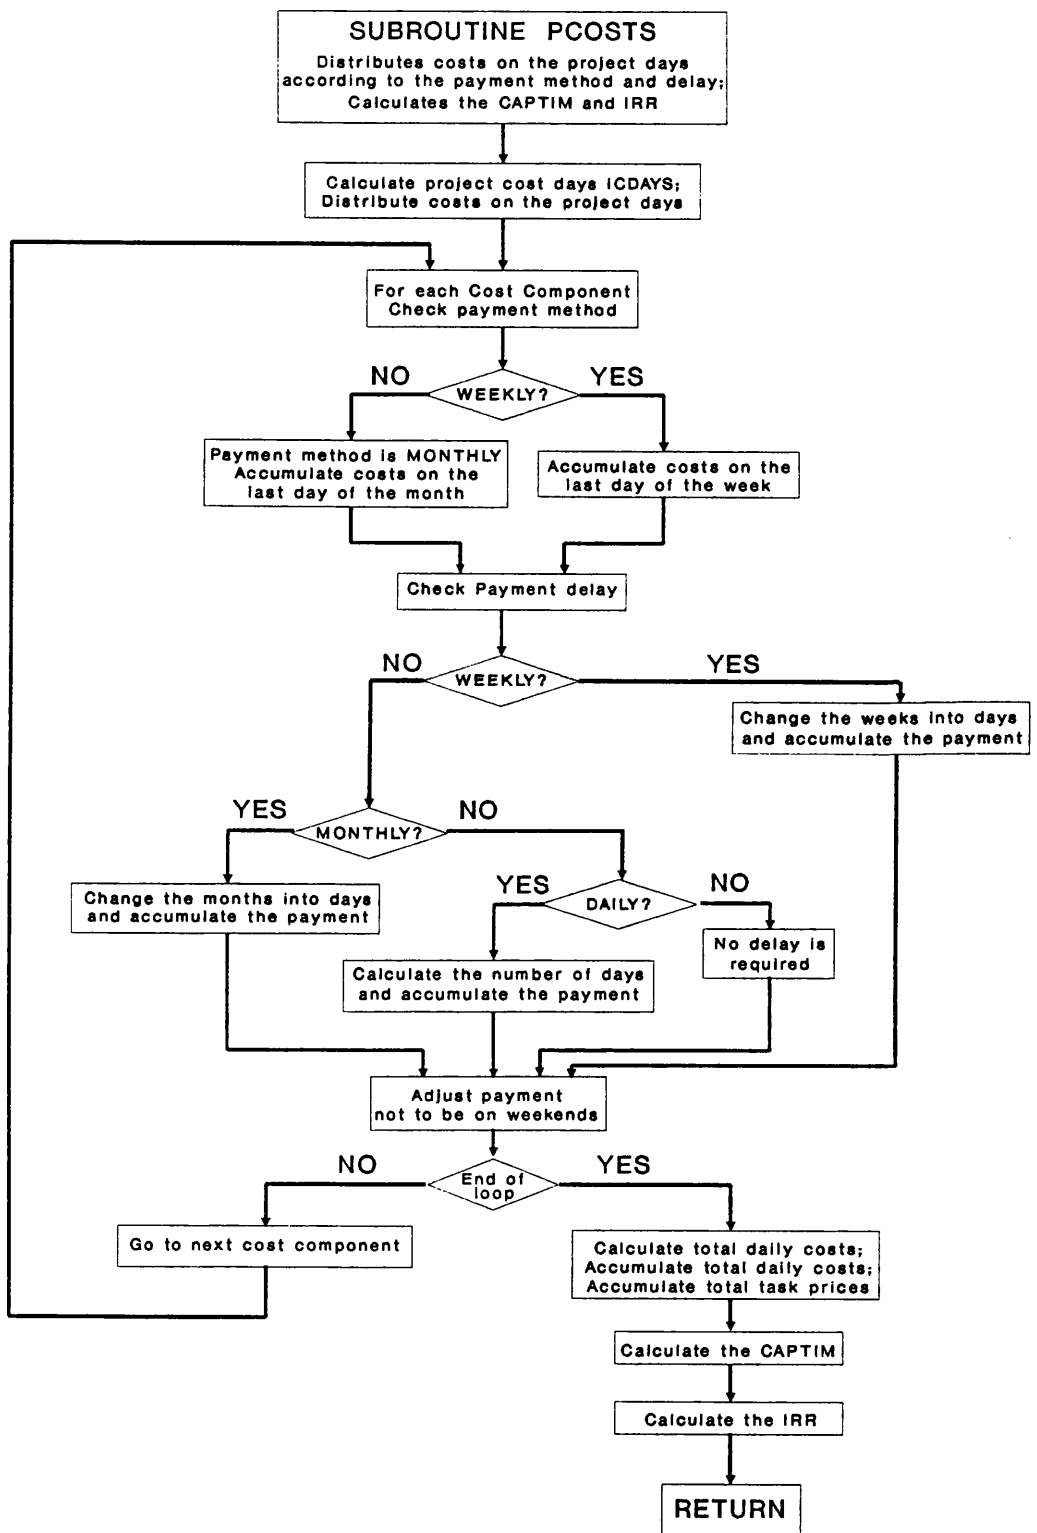 SUBROUTINE PCOSTS
Distributes costs on the project days
according to the payment method and delay;
Calculates the CAPTIM and IRR
Calculate project cost days ICDAYS;
Distribute costs on the project days
For each Cost Component
Check payment method
NO
YES
WEEKLY?
Payment method is MONTHLY
Accumulate costs on the
last day of the month
Accumulate costs on the
last day of the week
Check Payment delay
NO
YES
WEEKLY?
Change the weeks into days
and accumulate the payment
YES
NO
MONTHLY?
Change the months into days
and accumulate the payment
YES
NO
DAILY?
No delay is
required
Calculate the number of days
and accumulate the payment
Adjust payment
not to be on weekends
NO
YES
End of
loop
Go to next cost component
Calculate total daily costs;
Accumulate total daily costs;
Accumulate total task prices
Calculate the CAPTIM
Calculate the IRR
RETURN